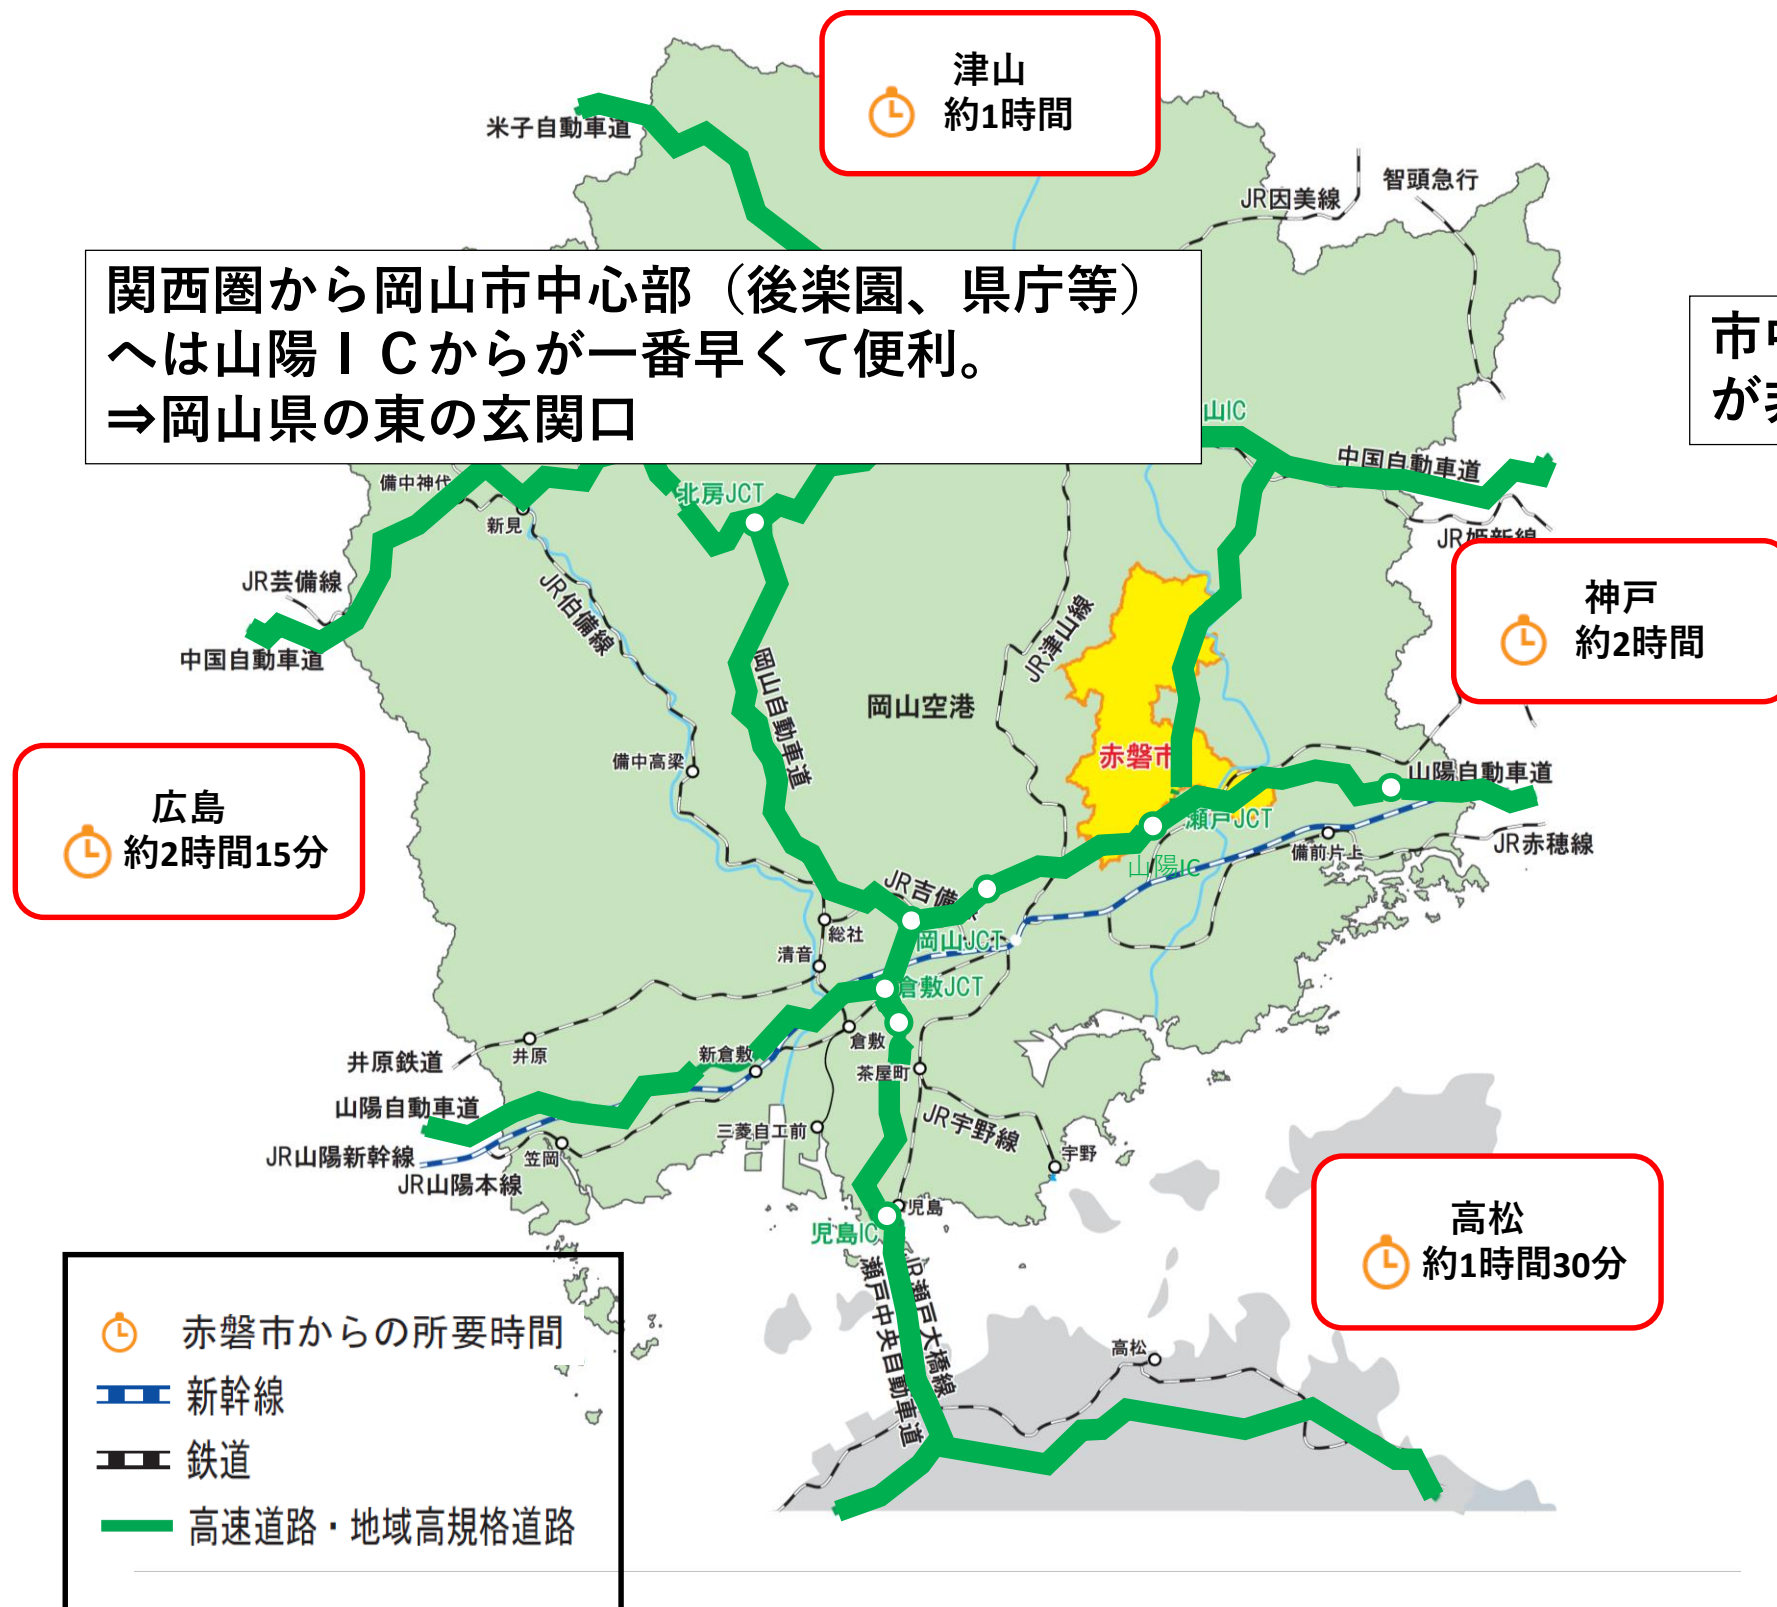 津山
約1時間
米子自動車道
智頭急行
JR因美線
関西圏から岡山市中心部（後楽園、県庁等）
へは山陽ＩＣからが一番早くて便利。
⇒岡山県の東の玄関口
市中
が非
山IC
中国自動車道
備中神代
北房JCT
新見
JR姫新線
JR芸備線
JR伯備線
神戸
約2時間
中国自動車道
JR津山線
岡山自動車道
岡山空港
赤磐市
備中高梁
山陽自動車道
広島
約2時間15分
瀬戸JCT
JR赤穂線
備前片上
山陽IC
JR吉備線
総社
岡山JCT
清音
倉敷JCT
倉敷
井原鉄道
井原
新倉敷
茶屋町
山陽自動車道
JR宇野線
三菱自工前
JR山陽新幹線
笠岡
宇野
JR山陽本線
児島
児島IC
高松
約1時間30分
JR瀬戸大橋線
瀬戸中央自動車道
高松
赤磐市からの所要時間
新幹線
鉄道
高速道路・地域高規格道路